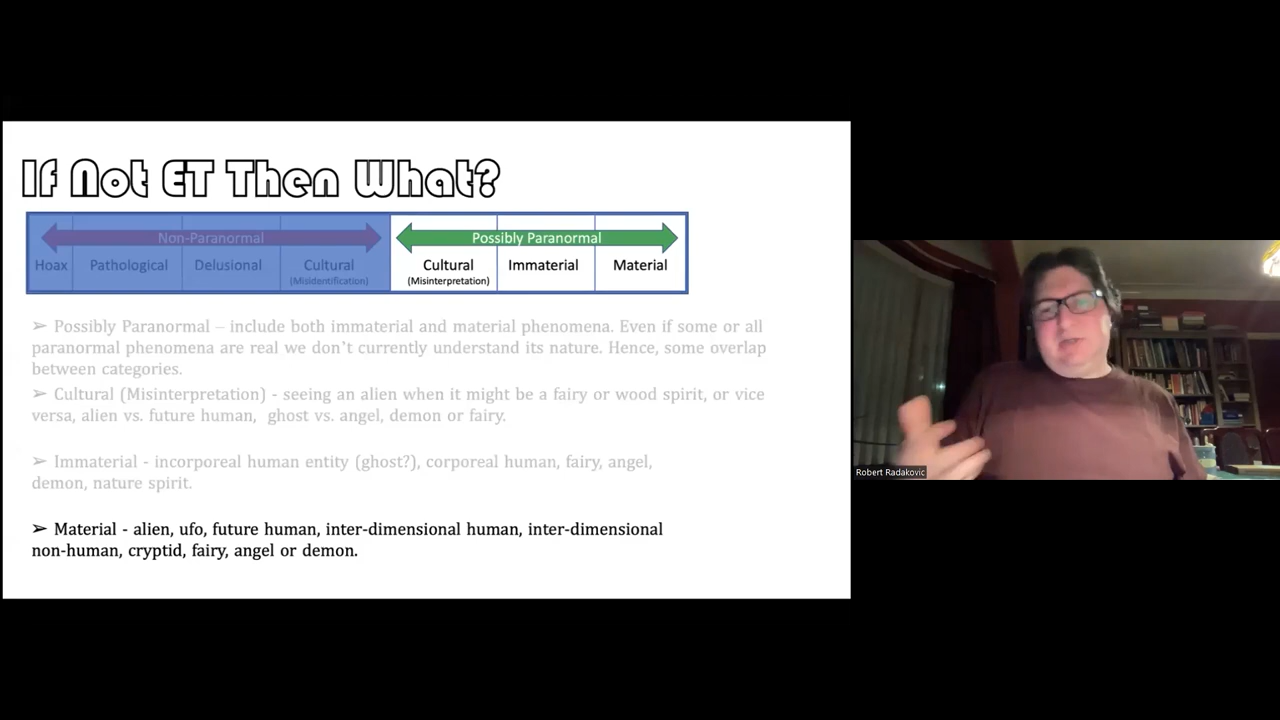 If Not ET Then What?
Non-Paranormal
Possibly Paranormal
Hoax Pathological Delusional Cultural Cultural Immaterial Material
(Misidentification) (Misinterpretation)
➢ Possibly Paranormal – include both immaterial and material phenomena. Even if some or all
paranormal phenomena are real we don't currently understand its nature. Hence, some overlap
between categories.
➢ Cultural (Misinterpretation) - seeing an alien when it might be a fairy or wood spirit, or vice
versa, alien vs. future human, ghost vs. angel, demon or fairy.
➢ Immaterial - incorporeal human entity (ghost?), corporeal human, fairy, angel,
demon, nature spirit.
➢ Material - alien, ufo, future human, inter-dimensional human, inter-dimensional
non-human, cryptid, fairy, angel or demon.
Robert Radakovic